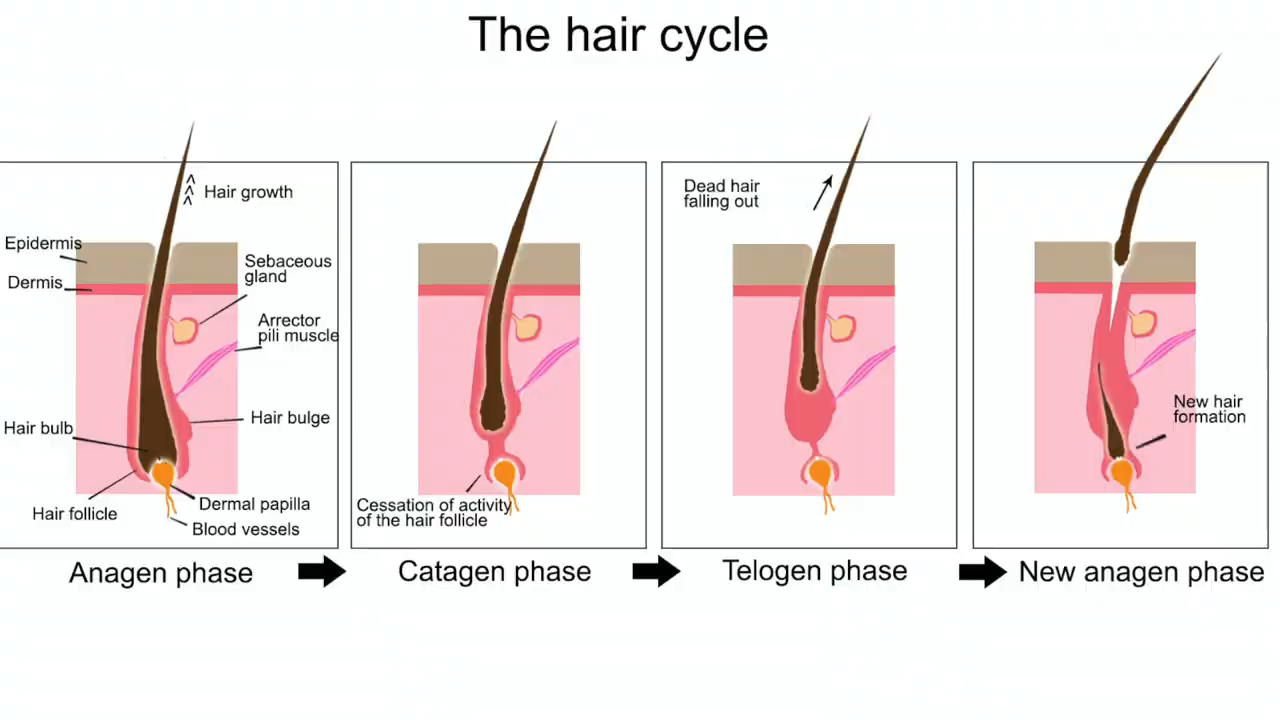 The hair cycle
Hair growth
Epidermis
Dermis
Sebaceous
gland
Arrector
pili muscle
Hair bulge
Hair bulb
Hair follicle
Dermal papilla
Blood vessels
Anagen phase
Cessation of activity
of the hair follicle
Catagen phase
Dead hair
falling out
Telogen phase
New hair
formation
New anagen phase